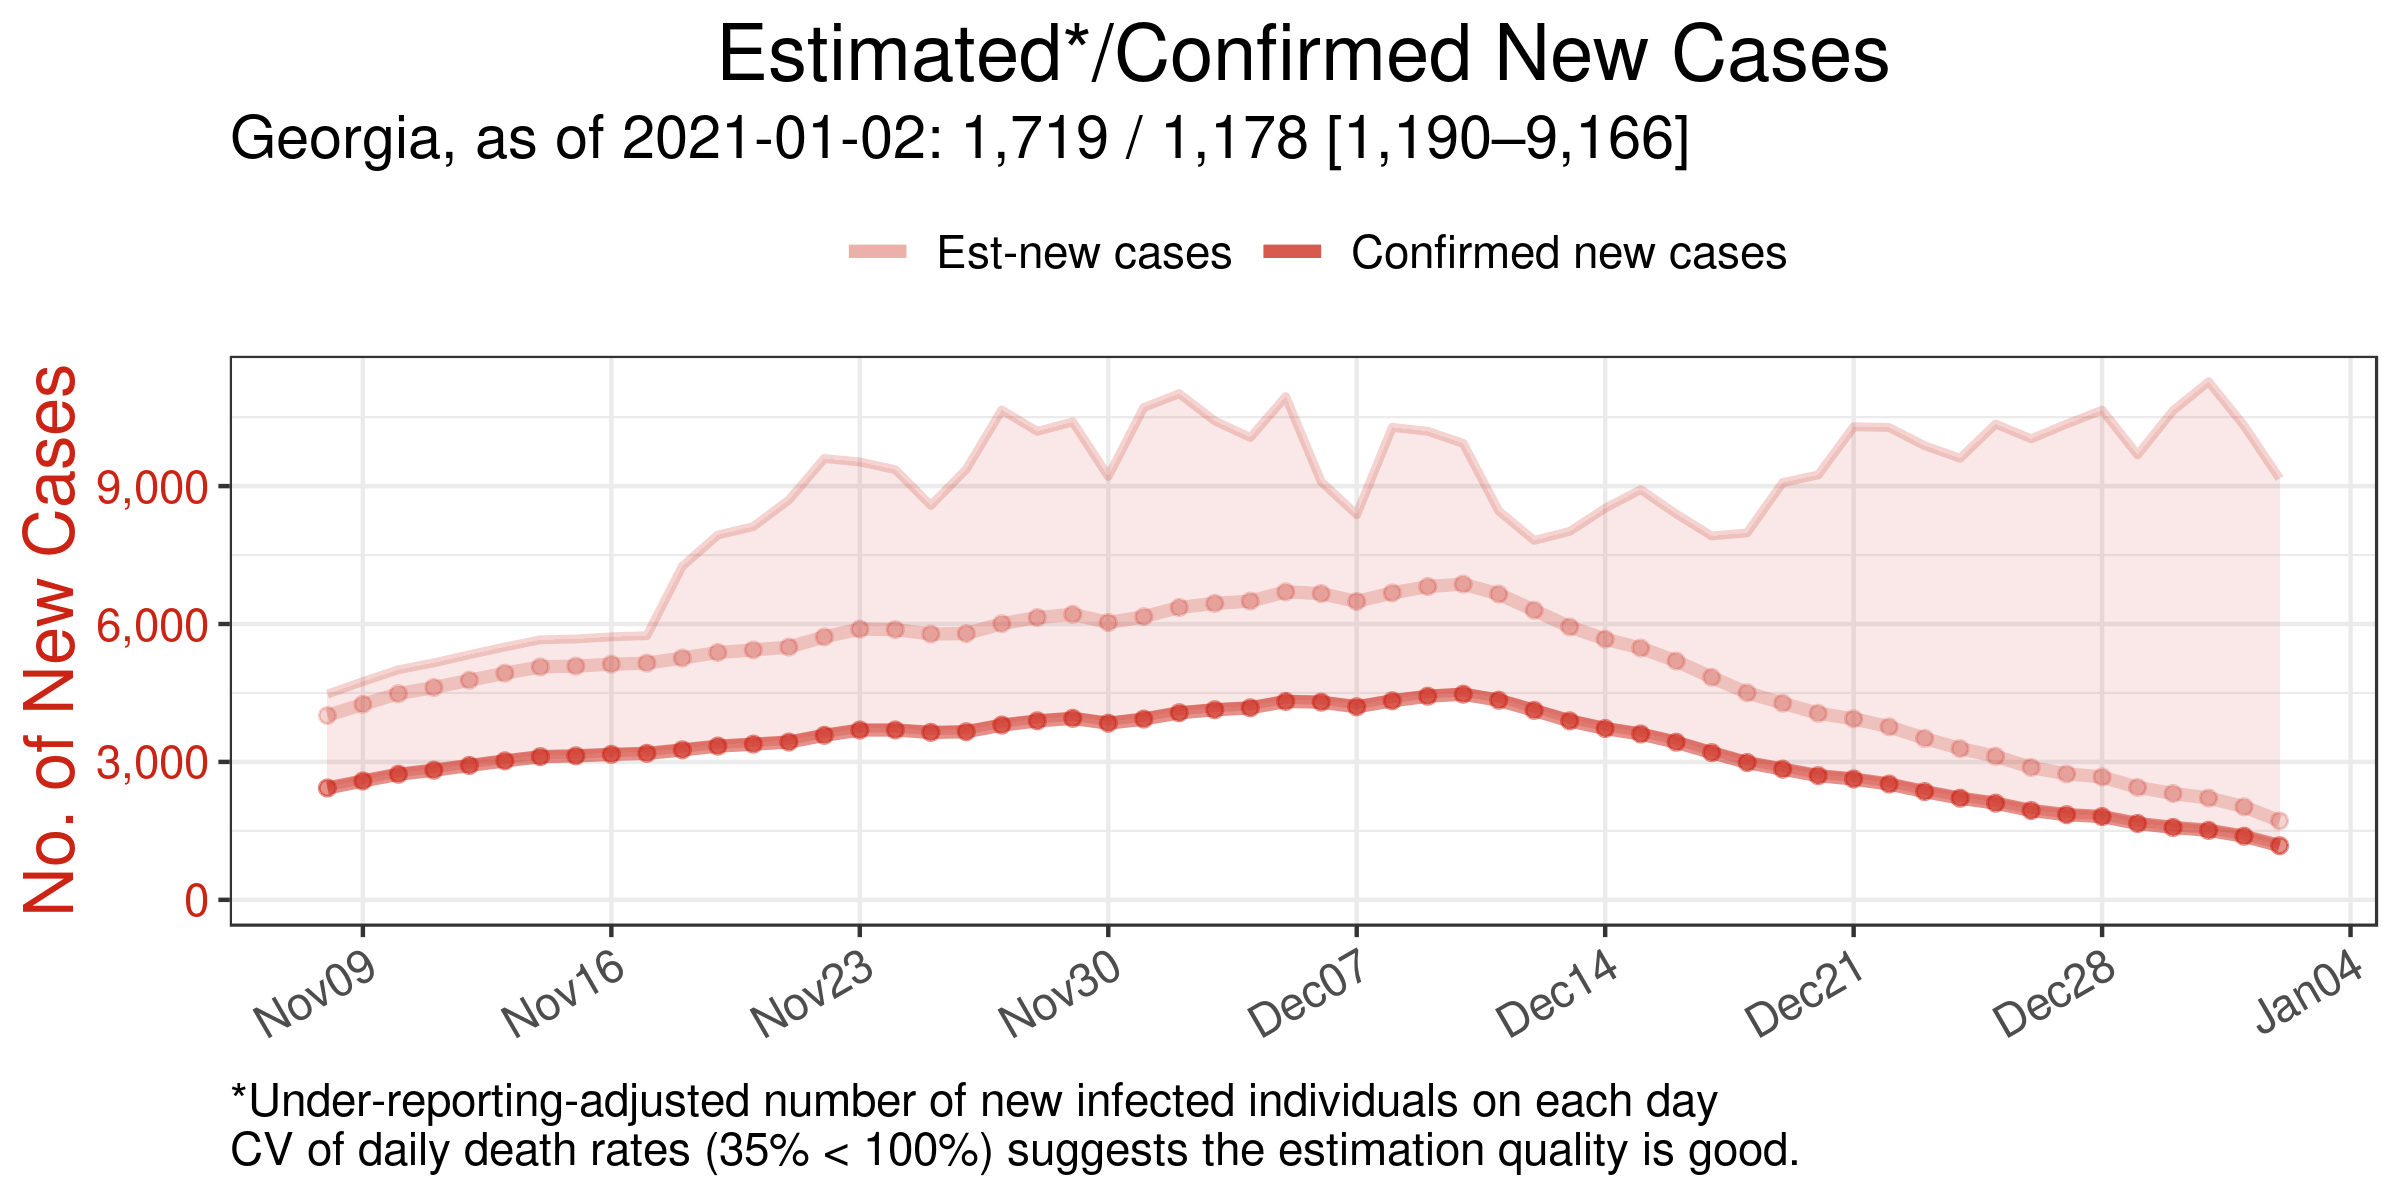 Estimated*/Confirmed New Cases
Georgia, as of 2021-01-02: 1,719 / 1,178 [1,190–9,166]
Est-new cases Confirmed new cases
No. of New Cases
9,000
6,000
3,000
0
Nov09 Nov16 Nov23 Nov30 Dec07 Dec14 Dec21 Dec28 Jan04
*Under-reporting-adjusted number of new infected individuals on each day
CV of daily death rates (35% < 100%) suggests the estimation quality is good.